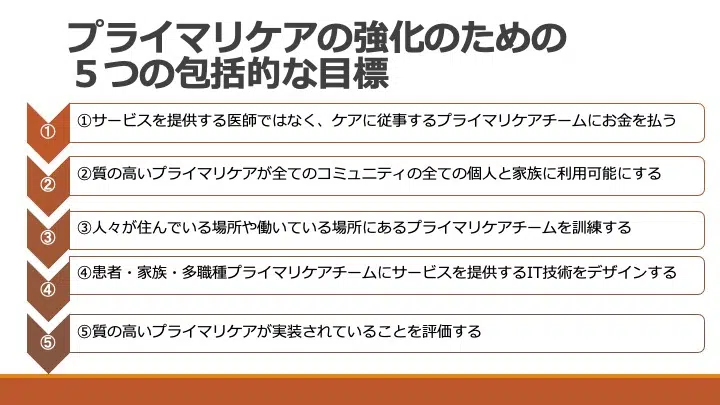 プライマリケアの強化のための
５つの包括的な目標
①
①サービスを提供する医師ではなく、ケアに従事するプライマリケアチームにお金を払う
②
②質の高いプライマリケアが全てのコミュニティの全ての個人と家族に利用可能にする
③
③人々が住んでいる場所や働いている場所にあるプライマリケアチームを訓練する
④
④患者・家族・多職種プライマリケアチームにサービスを提供するIT技術をデザインする
⑤
⑤質の高いプライマリケアが実装されていることを評価する